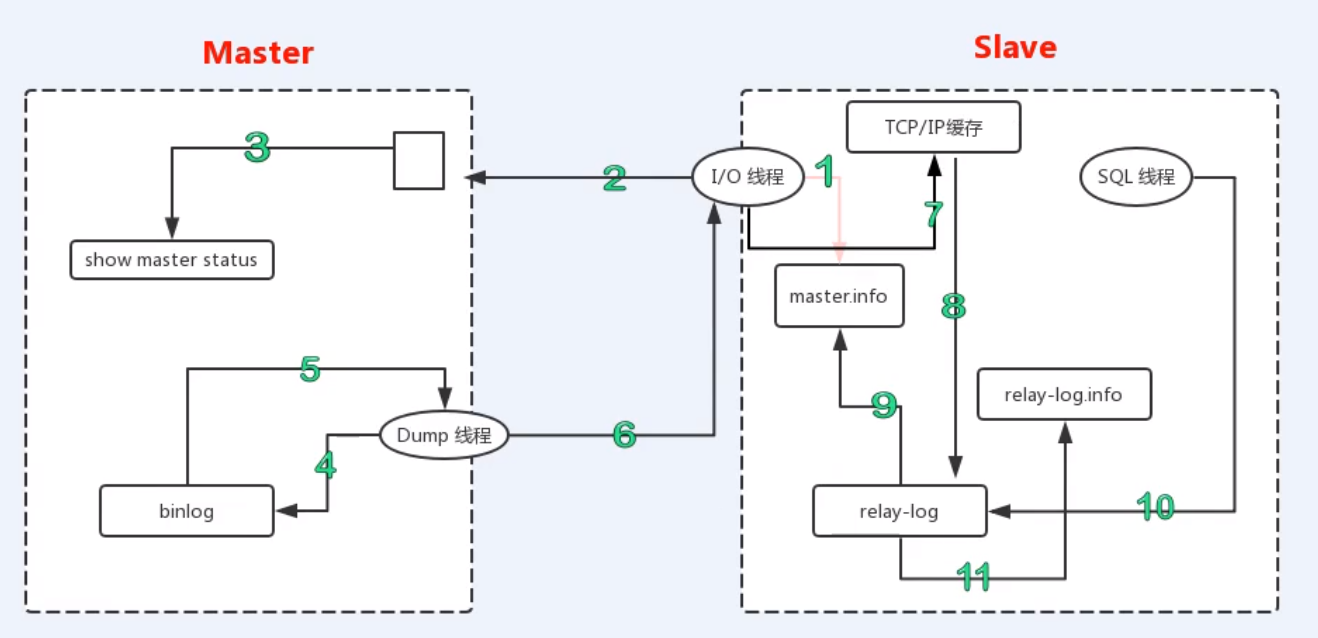 Master
Slave
TCP/IP缓存
3
2
I/O 线程
1
SQL 线程
7
show master status
master.info
8
5
9
relay-log.info
Dump 线程
6
4
binlog
relay-log
10
11